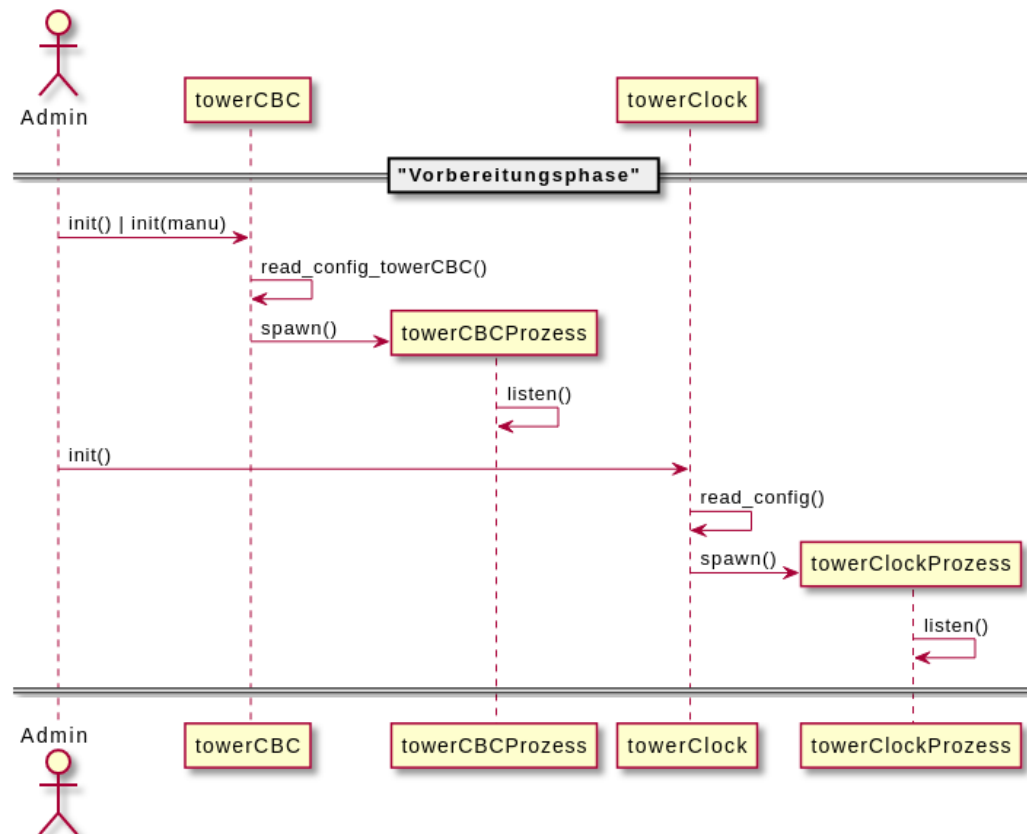 Admin
towerCBC
towerClock
"Vorbereitungsphase"
init() | init(manu)
read_config_towerCBC()
spawn()
towerCBCProzess
listen()
init()
read_config()
spawn()
towerClockProzess
listen()
Admin
towerCBC
towerCBCProzess
towerClock
towerClockProzess